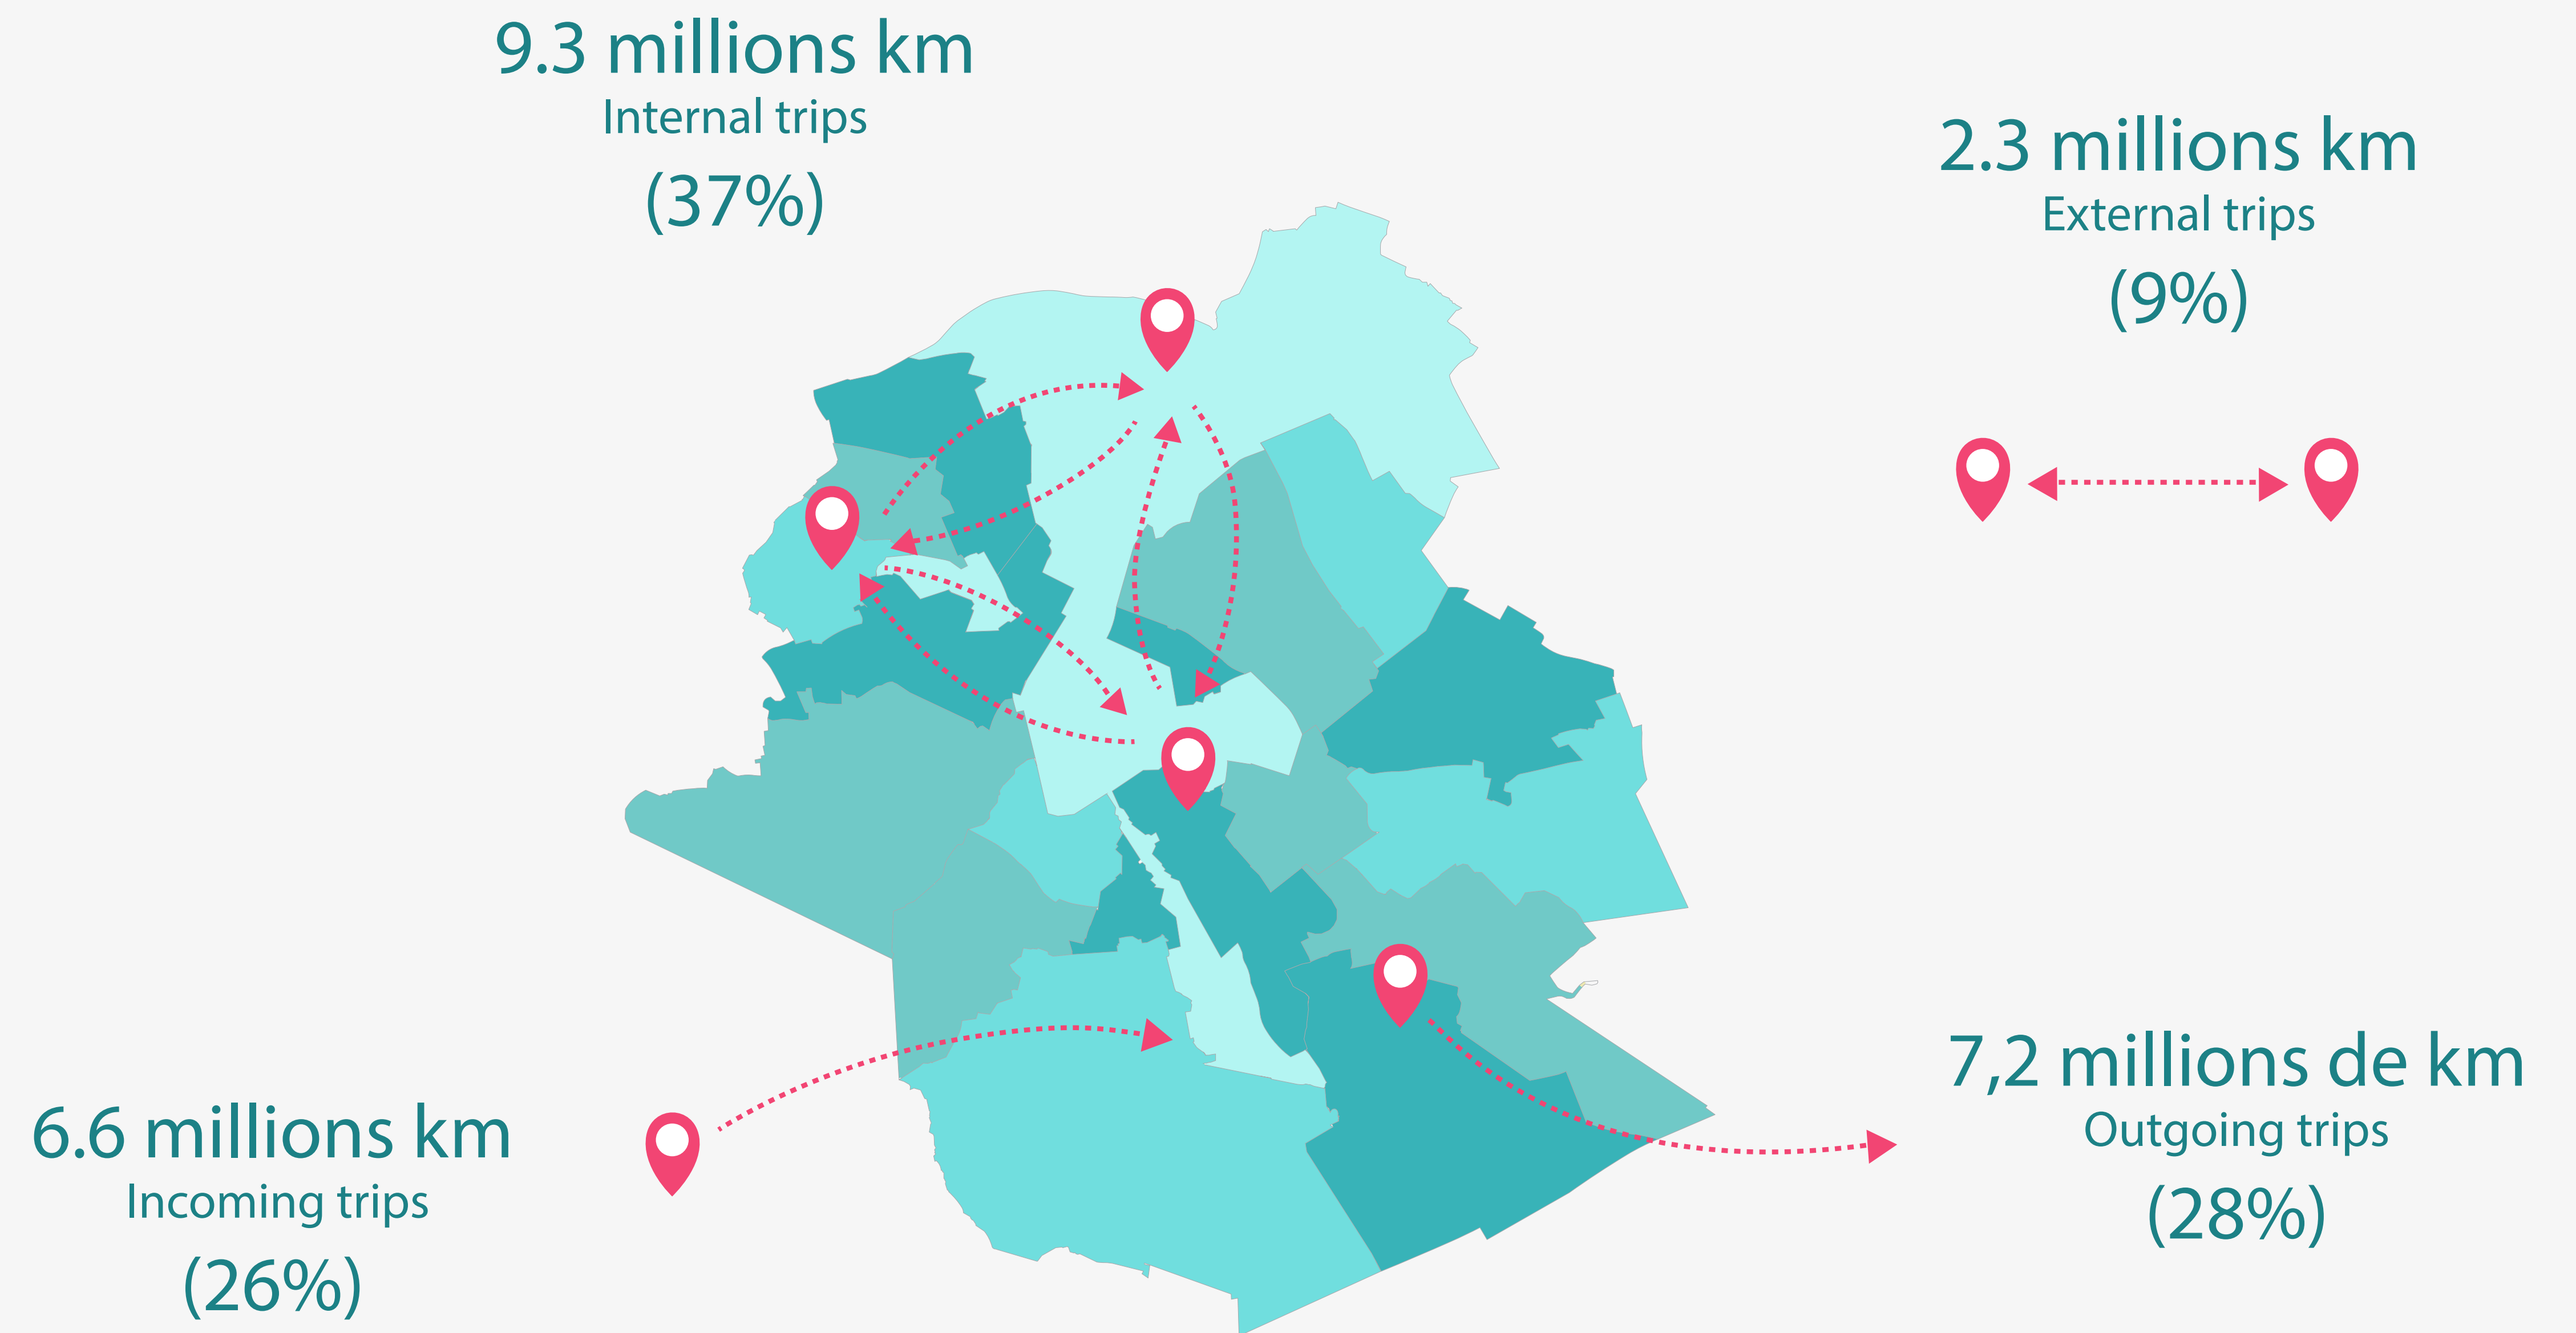 9.3 millions km
Internal trips
(37%)
2.3 millions km
External trips
(9%)
6.6 millions km
Incoming trips
(26%)
7,2 millions de km
Outgoing trips
(28%)